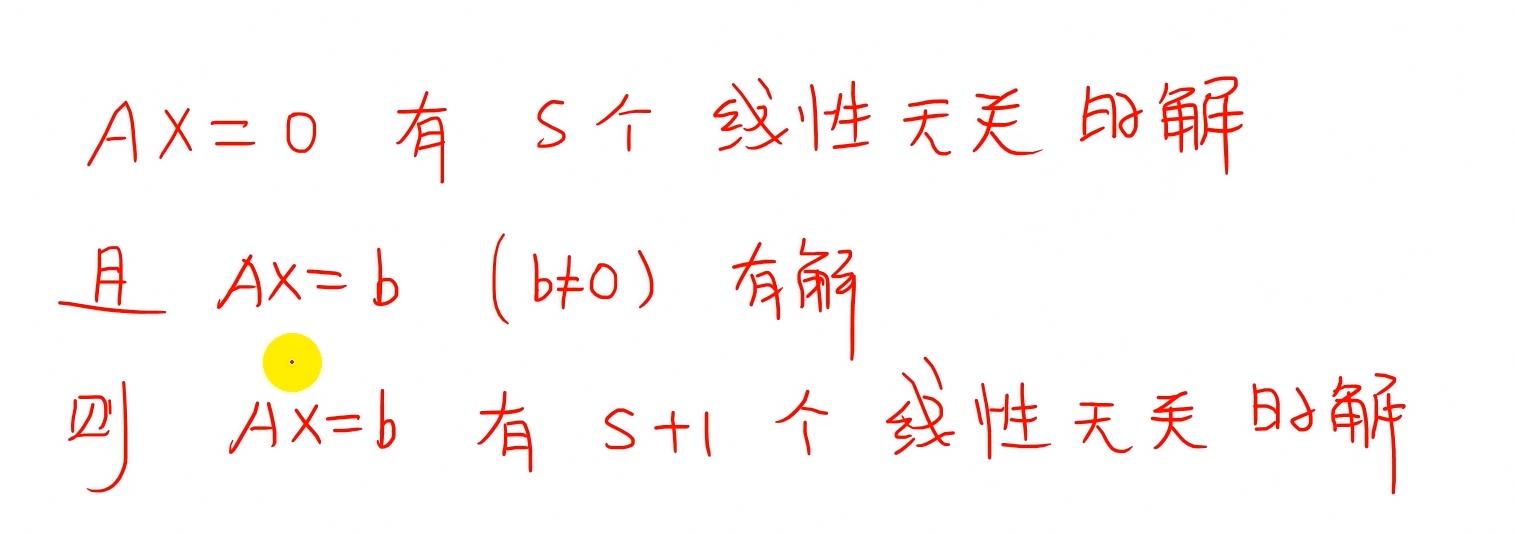 AX=0 有 S个 线性无关的解
且 AX=b (b≠0) 有解
则 AX=b 有 S+1 个 线性无关的解